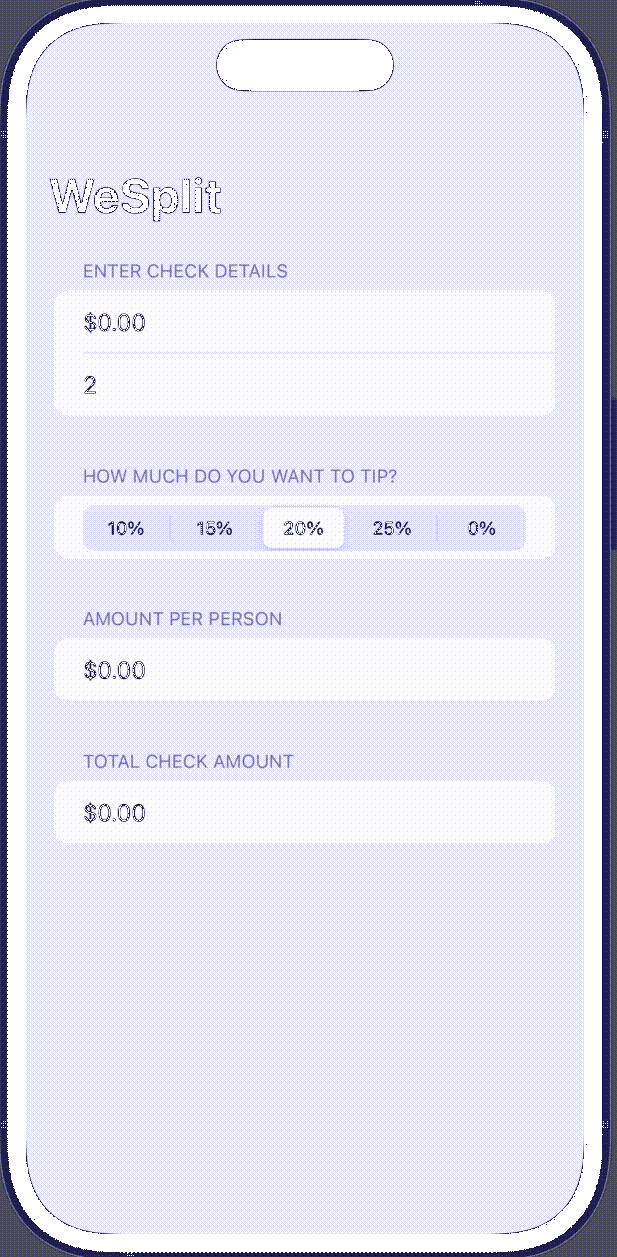 WeSplit
ENTER CHECK DETAILS
$0.00
2
HOW MUCH DO YOU WANT TO TIP?
10% 15% 20% 25% 0%
AMOUNT PER PERSON
$0.00
TOTAL CHECK AMOUNT
$0.00